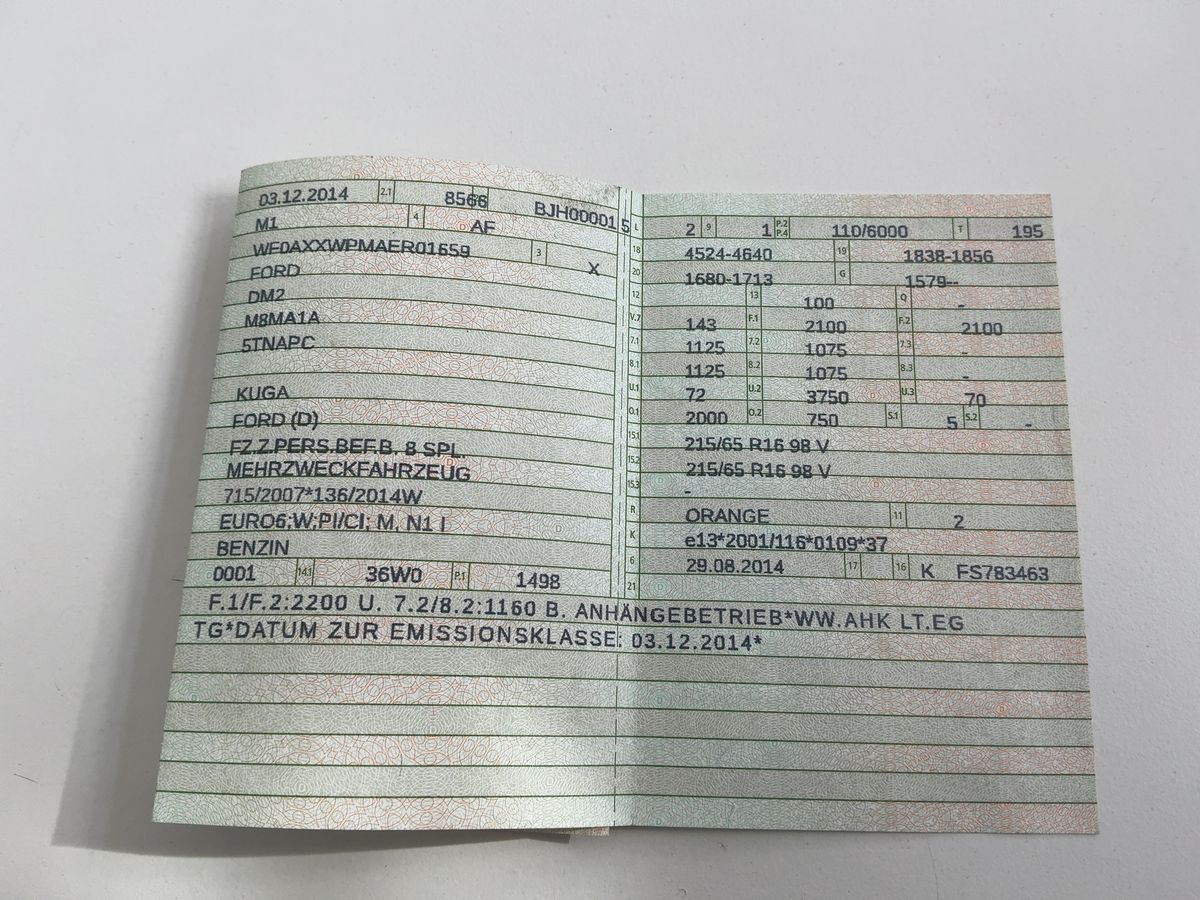 03.12.2014 2.1 8566 BJH00001 5
M1 4 AF
WF0AXXWPMAER01659 3 X
FORD
DM2
M8MA1A
5TNAPC
KUGA
FORD (D)
FZ.Z.PERS.BEF.B. 8 SPL.
MEHRZWECKFAHRZEUG
715/2007*136/2014W
EURO6;W;PI/CI; M, N1 I
BENZIN
0001 14.1 36W0 P.1 1498
L 2 9 1 P.2 P.4 110/6000 T 195
18 4524-4640 19 1838-1856
20 1680-1713 G 1579--
12 - 13 100 Q -
V.7 143 F.1 2100 F.2 2100
7.1 1125 7.2 1075 7.3 -
8.1 1125 8.2 1075 8.3 -
U.1 72 U.2 3750 U.3 70
O.1 2000 O.2 750 S.1 5 S.2 -
15.1 215/65 R16 98 V
15.2 215/65 R16 98 V
15.3 -
R ORANGE 11 2
K e13*2001/116*0109*37
6 29.08.2014 17 16 K FS783463
21
F.1/F.2:2200 U. 7.2/8.2:1160 B. ANHÄNGEBETRIEB*WW.AHK LT.EG
TG*DATUM ZUR EMISSIONSKLASSE: 03.12.2014*